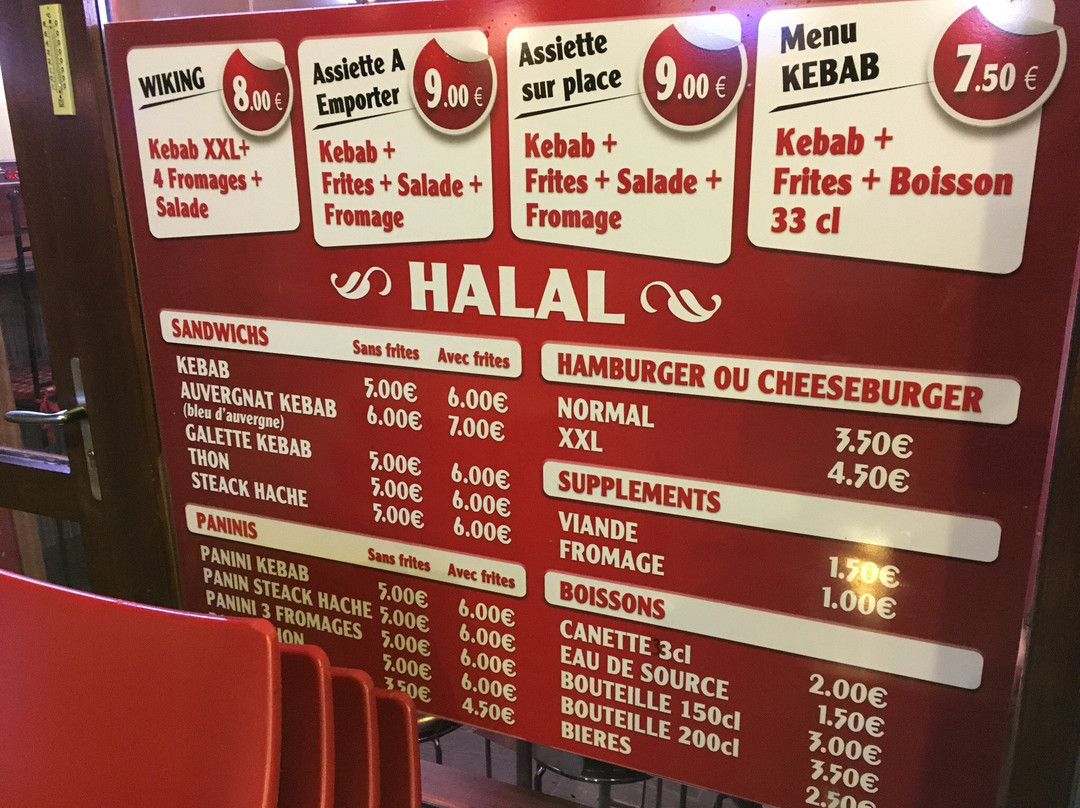 WIKING 8.00 €
Kebab XXL+
4 Fromages +
Salade
Assiette A
Emporter 9.00 €
Kebab +
Frites + Salade +
Fromage
Assiette
sur place 9.00 €
Kebab +
Frites + Salade +
Fromage
Menu
KEBAB 7.50 €
Kebab +
Frites + Boisson
33 cl
HALAL
SANDWICHS Sans frites Avec frites
KEBAB 5.00€ 6.00€
AUVERGNAT KEBAB 6.00€ 7.00€
(bleu d'auvergne)
GALETTE KEBAB 5.00€ 6.00€
THON 5.00€ 6.00€
STEACK HACHE 5.00€ 6.00€
PANINIS Sans frites Avec frites
PANINI KEBAB 5.00€ 6.00€
PANIN STEACK HACHE 5.00€ 6.00€
PANINI 3 FROMAGES 5.00€ 6.00€
5.00€ 6.00€
3.50€ 4.50€
HAMBURGER OU CHEESEBURGER
NORMAL 3.50€
XXL 4.50€
SUPPLEMENTS
VIANDE 1.50€
FROMAGE 1.00€
BOISSONS
CANETTE 33cl 2.00€
EAU DE SOURCE 1.50€
BOUTEILLE 150cl 3.00€
BOUTEILLE 200cl 3.50€
BIERES 2.50€